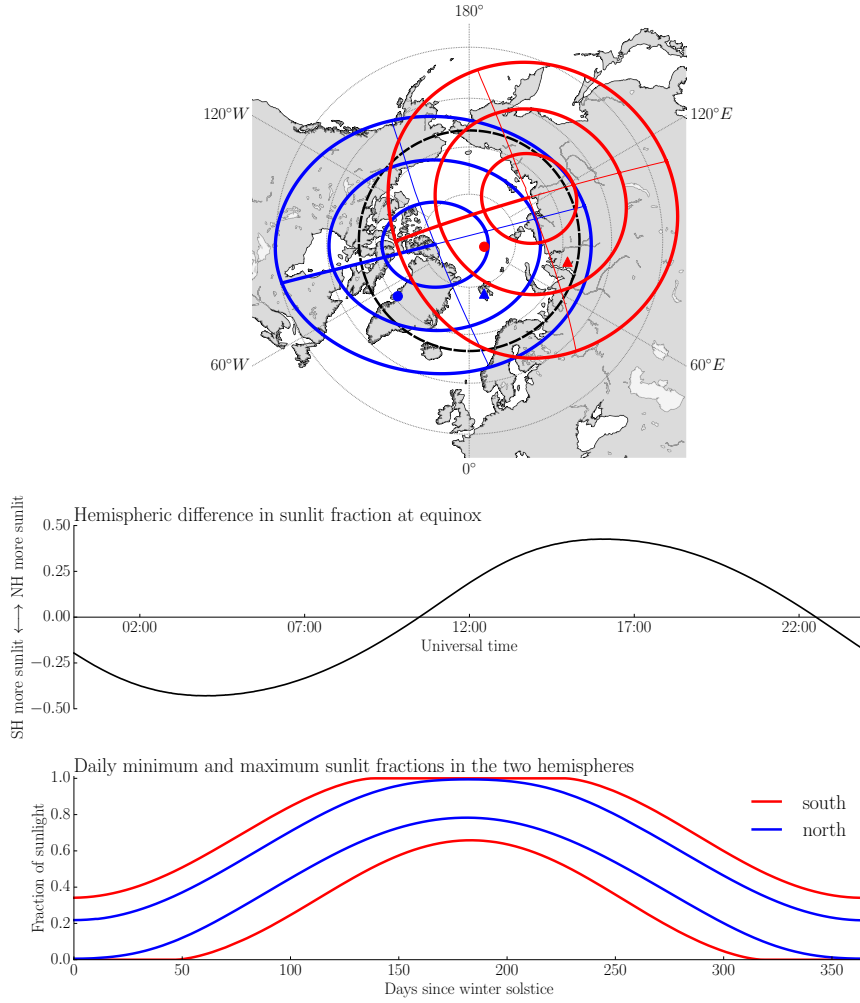 180°
120°W
120°E
60°W
60°E
0°
Hemispheric difference in sunlit fraction at equinox
SH more sunlit ⟷ NH more sunlit
0.50
0.25
0.00
−0.25
−0.50
02:00 07:00 12:00 17:00 22:00
Universal time
Daily minimum and maximum sunlit fractions in the two hemispheres
Fraction of sunlight
1.0
0.8
0.6
0.4
0.2
0.0
south
north
0 50 100 150 200 250 300 350
Days since winter solstice